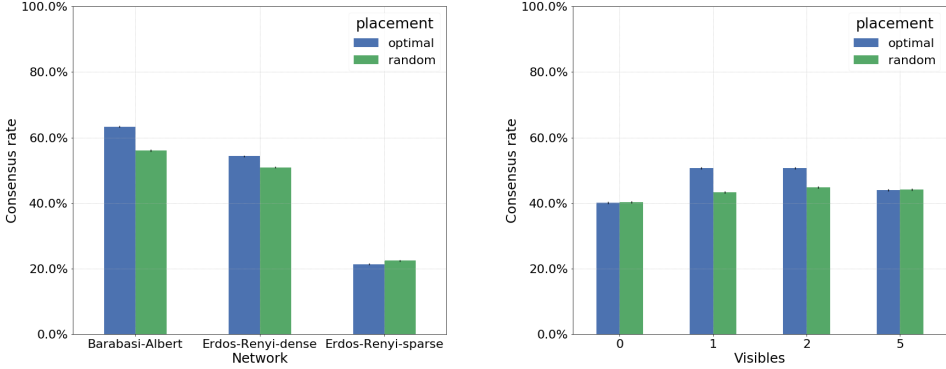 100.0%
80.0%
60.0%
40.0%
20.0%
0.0%
Consensus rate
placement
optimal
random
Barabasi-Albert Erdos-Renyi-dense Erdos-Renyi-sparse
Network
100.0%
80.0%
60.0%
40.0%
20.0%
0.0%
Consensus rate
placement
optimal
random
0 1 2 5
Visibles